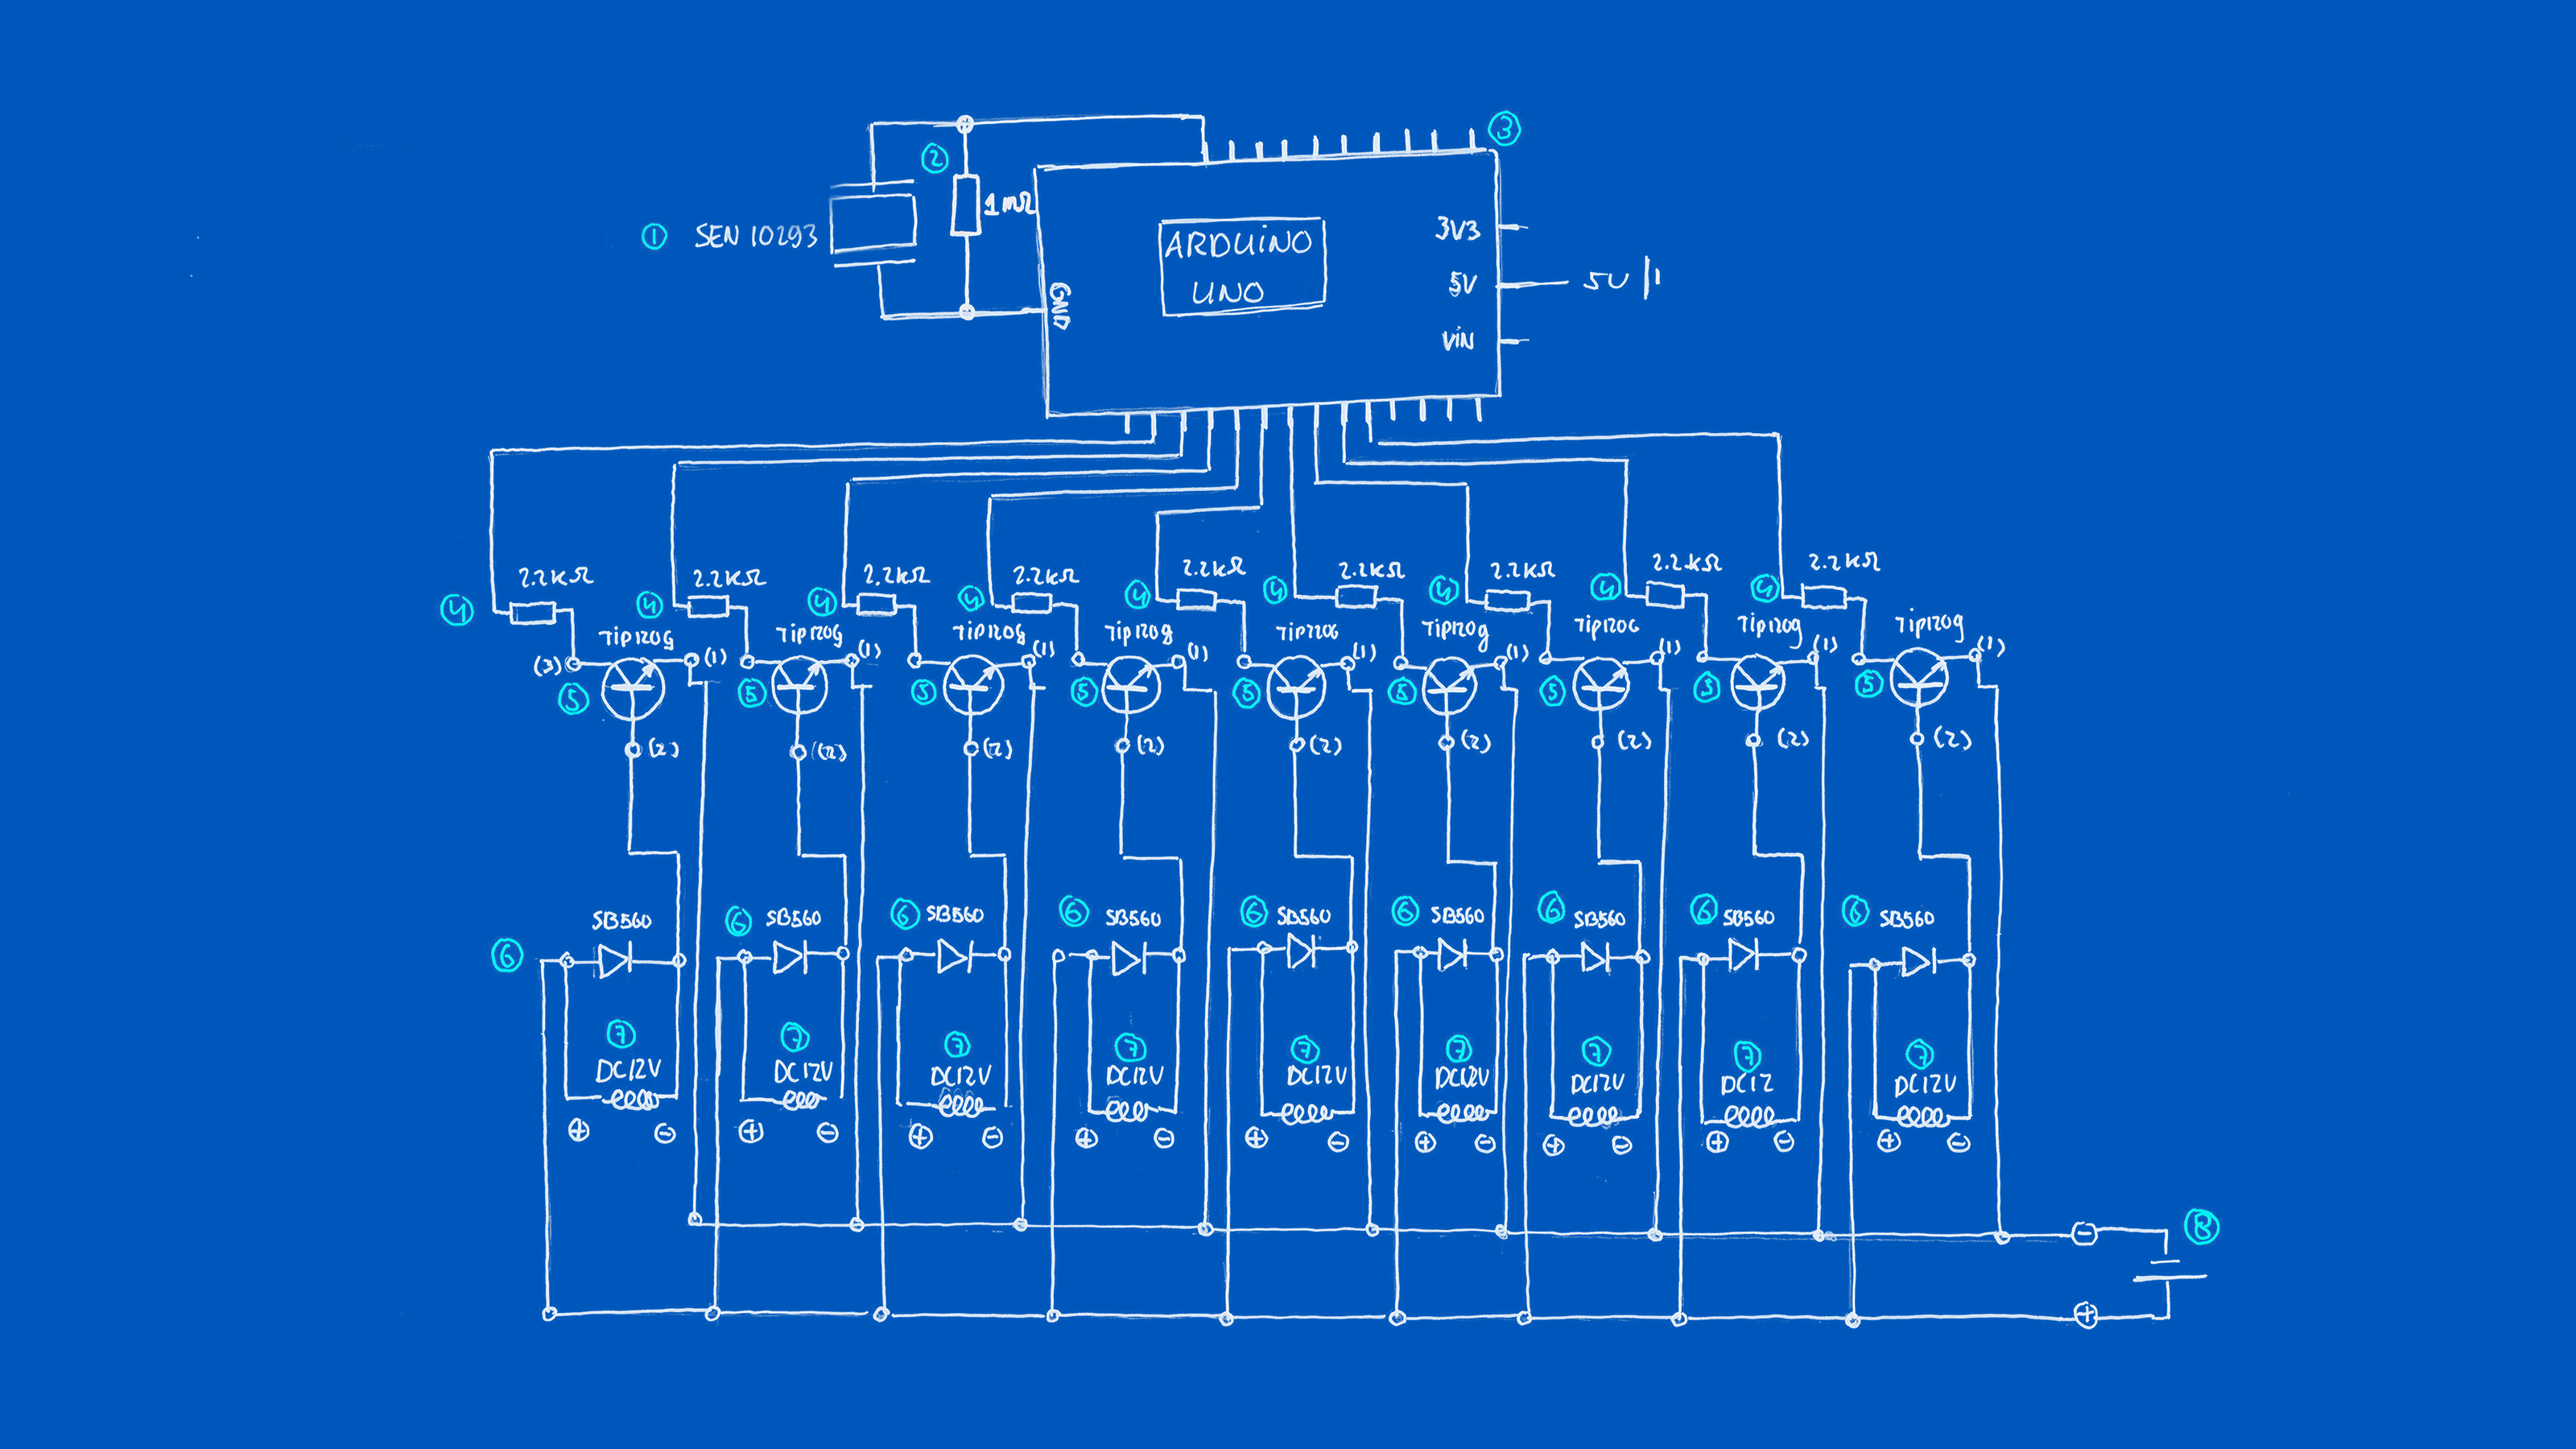 ③
②
1mΩ
① SEN 10293
GND
ARDUiNO
UNO
3V3
5V
5V
ViN
2.2KΩ
2.2KΩ
2.2KΩ
2.2KΩ
2.2KΩ
2.2KΩ
2.2KΩ
2.2KΩ
2.2KΩ
④ ④ ④ ④ ④ ④ ④ ④ ④
Tip120g
Tip120g
Tip120g
Tip120g
Tip120G
Tip120g
Tip120G
Tip120g
Tip120g
(3) (1) (1) (1) (1) (1) (1) (1) (1) (1)
⑤ ⑤ ⑤ ⑤ ⑤ ⑤ ⑤ ⑤ ⑤
(2) (2) (2) (2) (2) (2) (2) (2) (2)
⑥ SB560
⑥ SB560
⑥ SB560
⑥ SB560
⑥ SB560
⑥ SB560
⑥ SB560
⑥ SB560
⑥ SB560
⑦ ⑦ ⑦ ⑦ ⑦ ⑦ ⑦ ⑦ ⑦
DC12V
DC12V
DC12V
DC12V
DC12V
DC12V
DC12V
DC12
DC12V
+ - + - + - + - + - + - + - + - + -
- ⑧
+